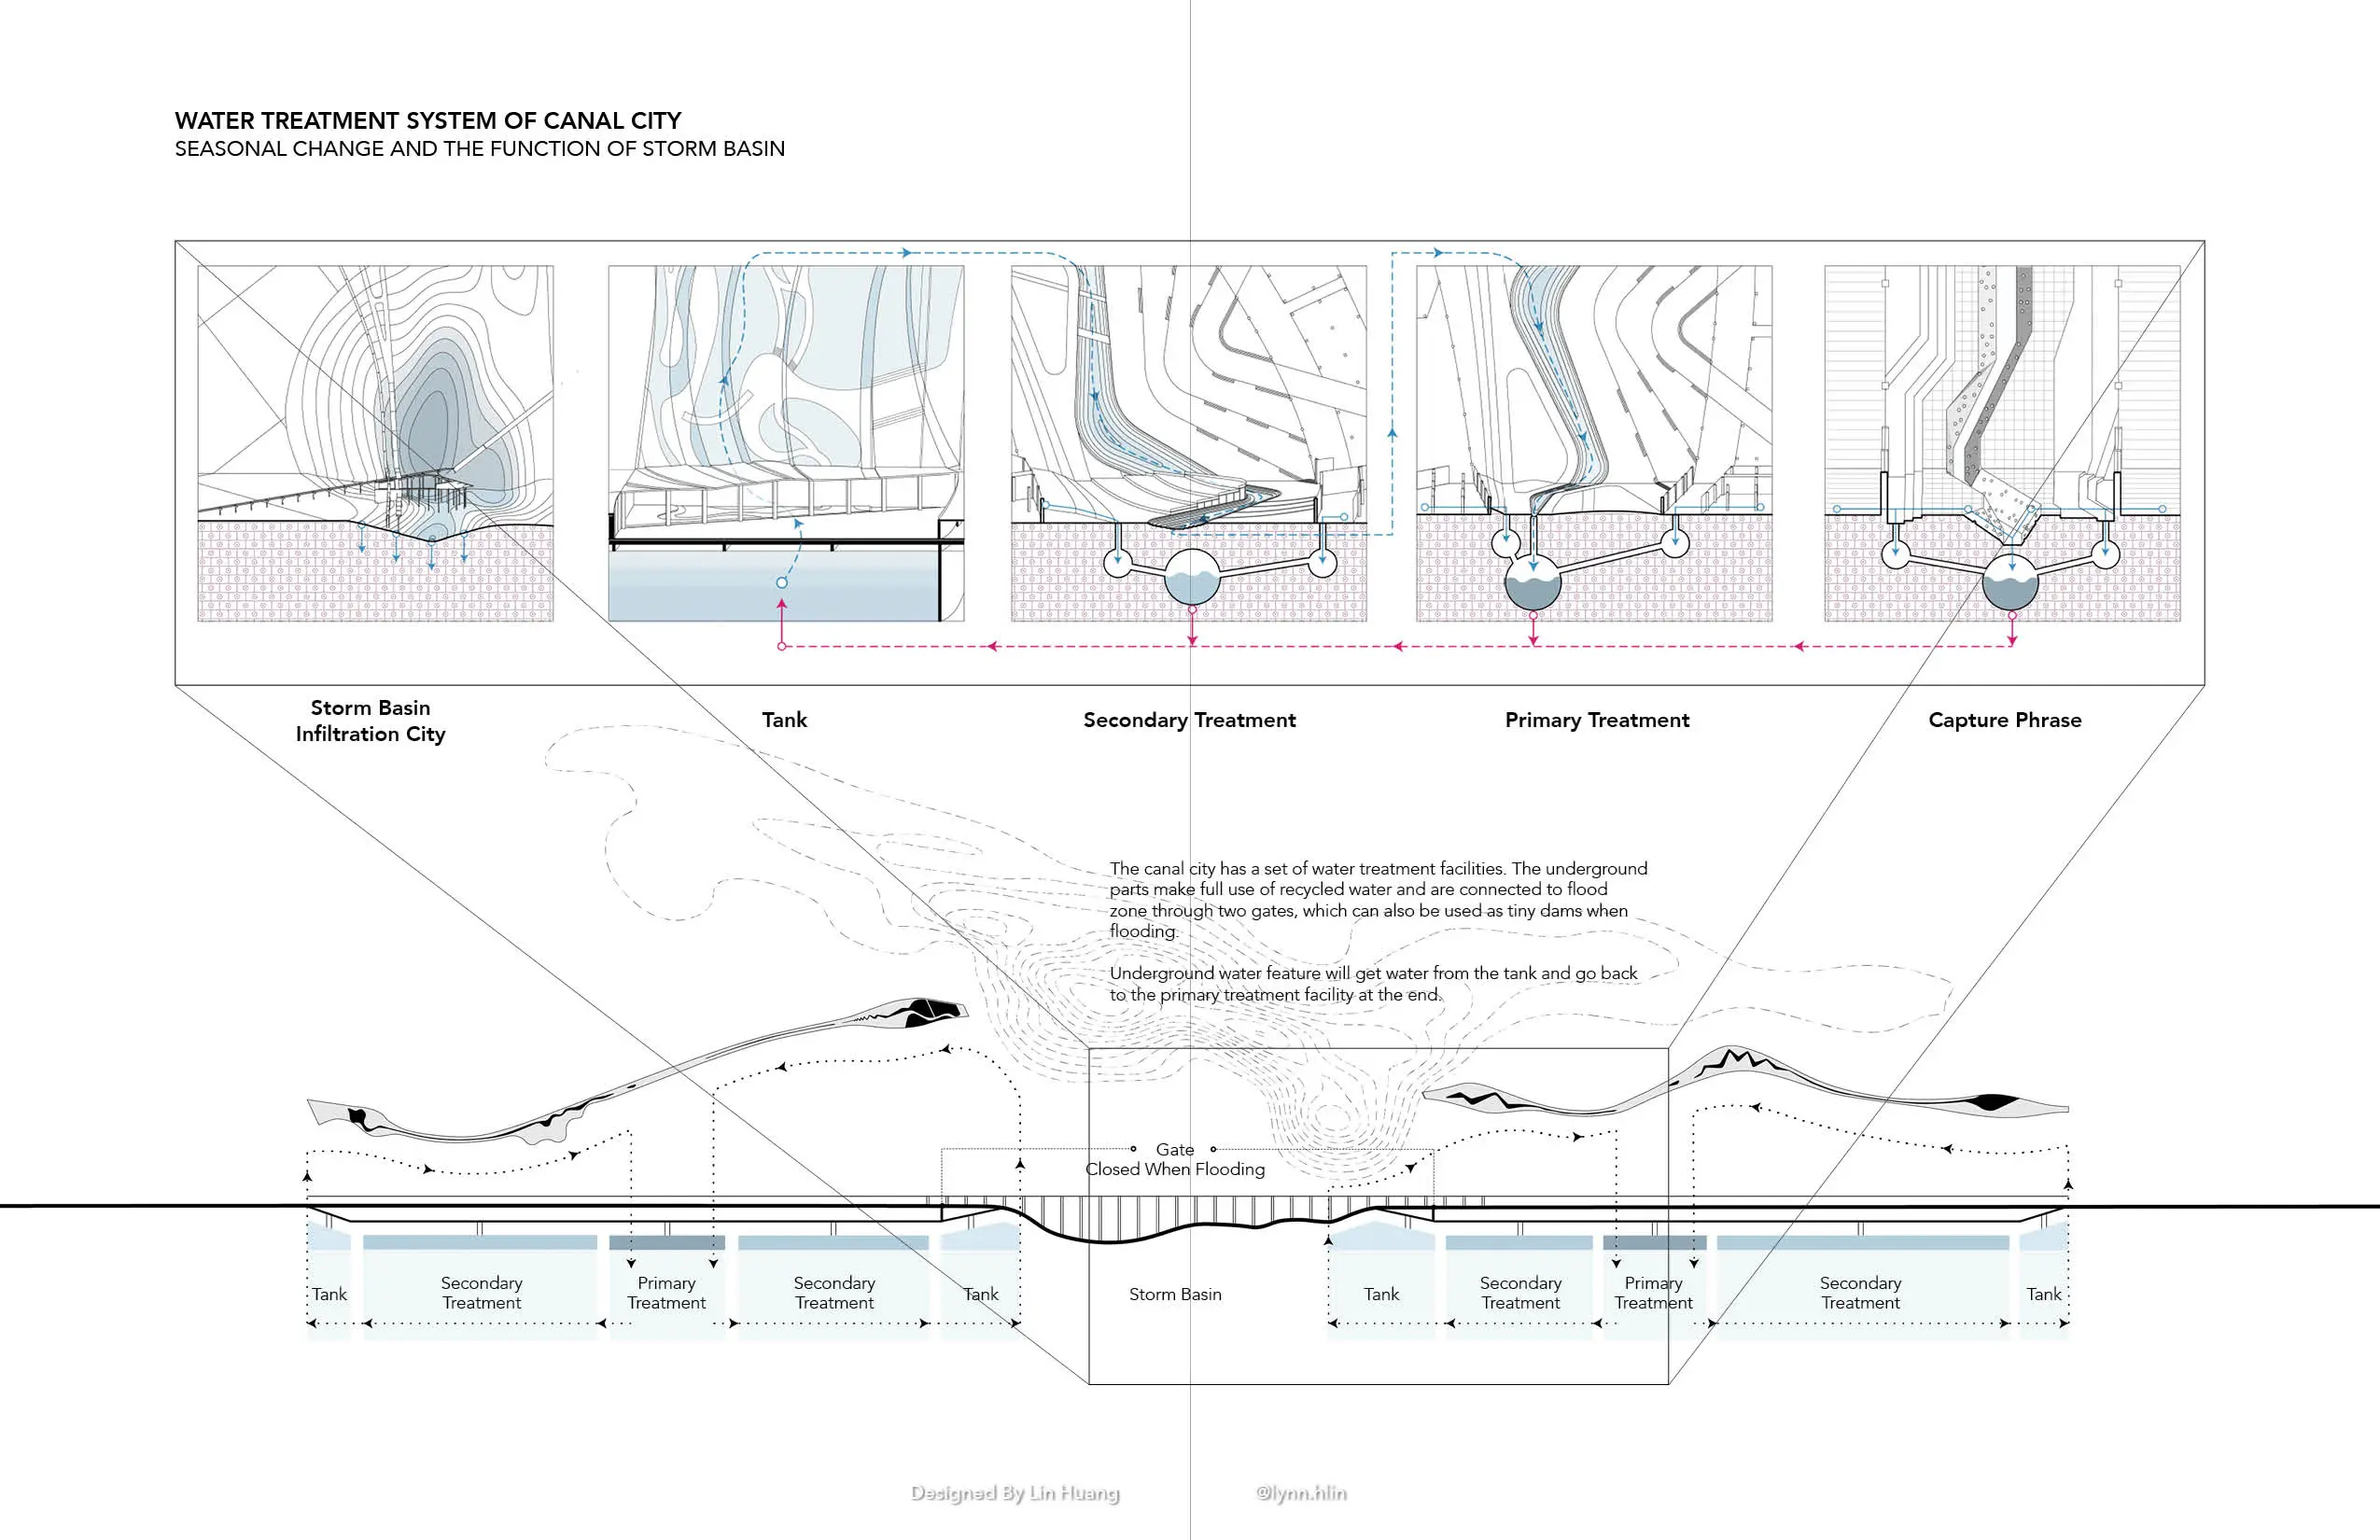 WATER TREATMENT SYSTEM OF CANAL CITY
SEASONAL CHANGE AND THE FUNCTION OF STORM BASIN
Storm Basin
Infiltration City
Tank
Secondary Treatment
Primary Treatment
Capture Phrase
The canal city has a set of water treatment facilities. The underground
parts make full use of recycled water and are connected to flood
zone through two gates, which can also be used as tiny dams when
flooding.
Underground water feature will get water from the tank and go back
to the primary treatment facility at the end.
Gate
Closed When Flooding
Tank
Secondary
Treatment
Primary
Treatment
Secondary
Treatment
Tank
Storm Basin
Tank
Secondary
Treatment
Primary
Treatment
Secondary
Treatment
Tank
Designed By Lin Huang
@lynn.hlin